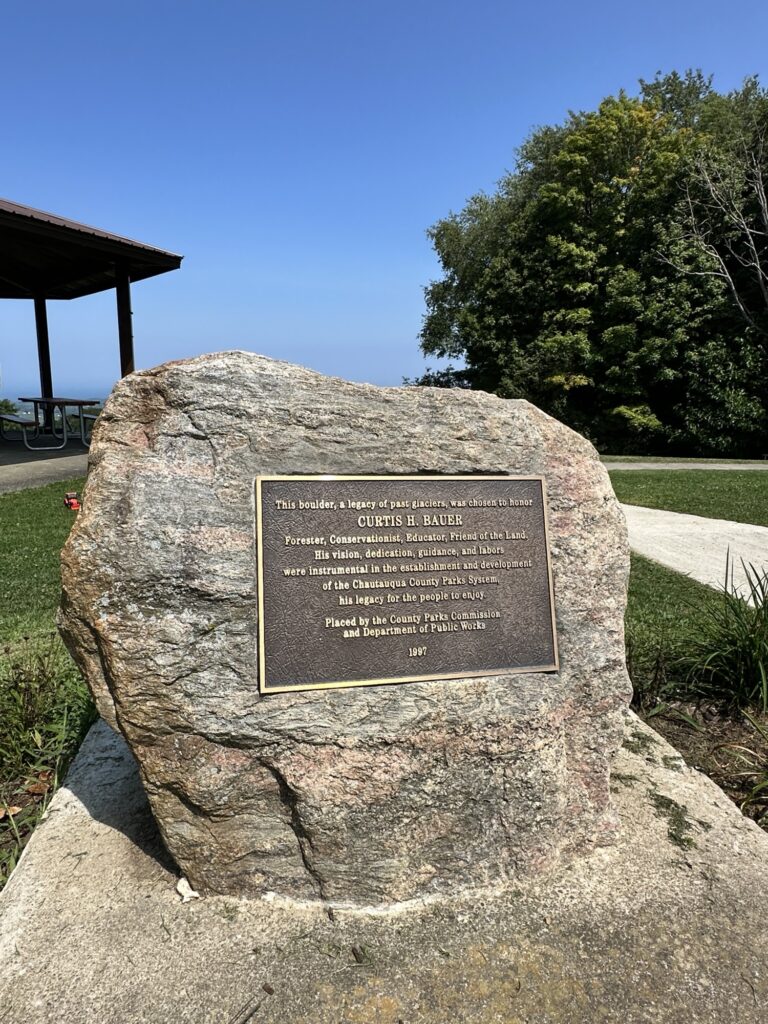 This boulder, a legacy of past glaciers, was chosen to honor
CURTIS H. BAUER
Forester, Conservationist, Educator, Friend of the Land.
His vision, dedication, guidance, and labors
were instrumental in the establishment and development
of the Chautauqua County Parks System,
his legacy for the people to enjoy.
Placed by the County Parks Commission
and Department of Public Works
1997